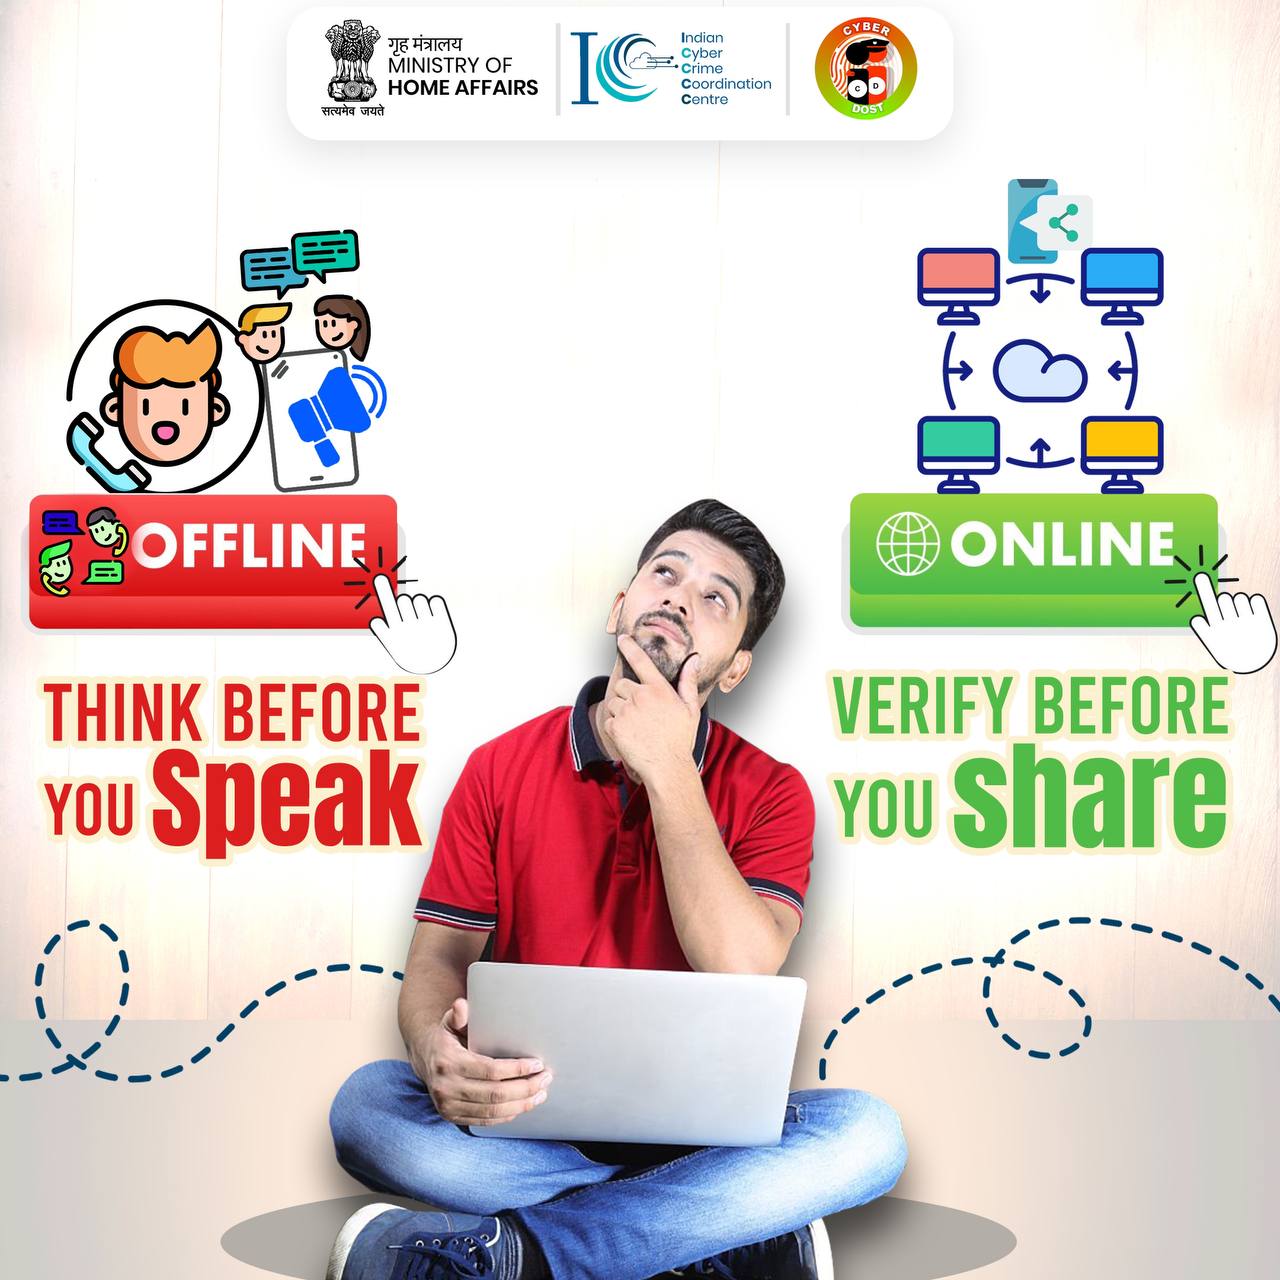 गृह मंत्रालय
MINISTRY OF
HOME AFFAIRS
सत्यमेव जयते
Indian
Cyber
Crime
Coordination
Centre
CYBER
DOST
OFFLINE
THINK BEFORE
YOU Speak
ONLINE
VERIFY BEFORE
YOU share